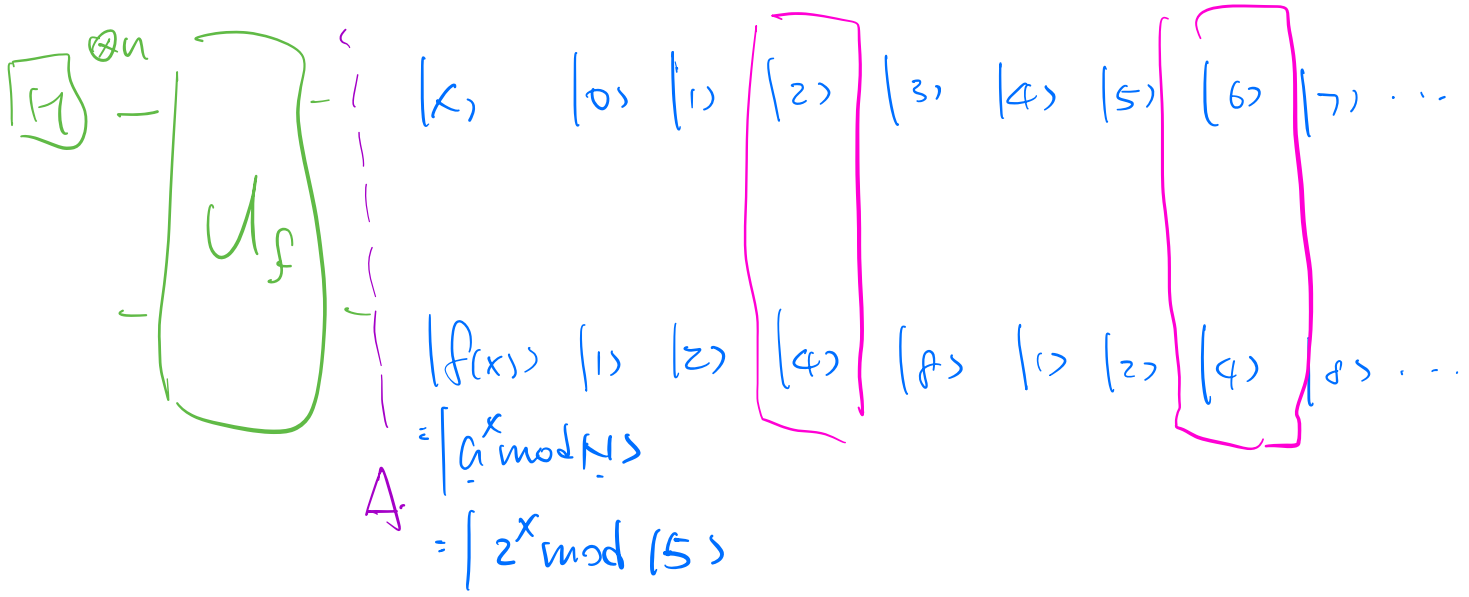 H ⊗n
|x⟩ |0⟩ |1⟩ |2⟩ |3⟩ |4⟩ |5⟩ |6⟩ |7⟩ ...
U_f
|f(x)⟩ |1⟩ |2⟩ |4⟩ |8⟩ |1⟩ |2⟩ |4⟩ |8⟩ ...
= |a^x mod N⟩
= |2^x mod 15⟩